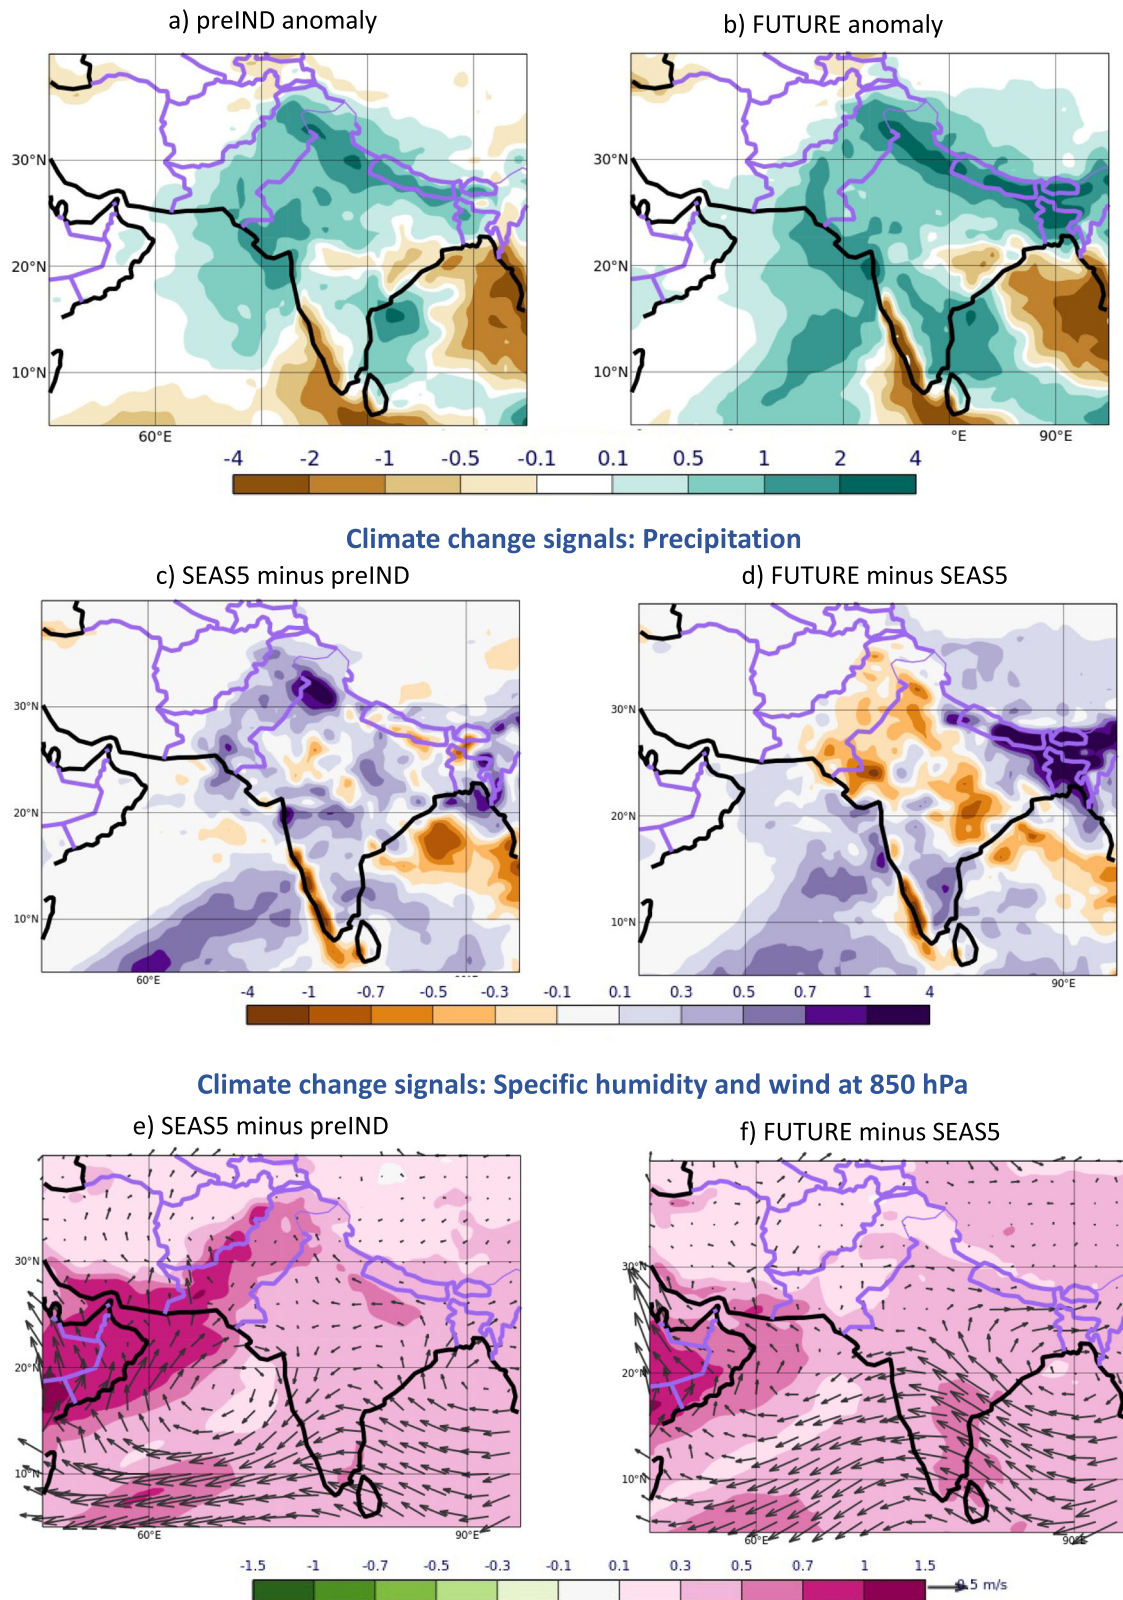 a) preIND anomaly
b) FUTURE anomaly
30°N
30°N
20°N
20°N
10°N
10°N
60°E
°E
90°E
-4 -2 -1 -0.5 -0.1 0.1 0.5 1 2 4
Climate change signals: Precipitation
c) SEAS5 minus preIND
d) FUTURE minus SEAS5
30°N
30°N
20°N
20°N
10°N
10°N
60°E
90°E
-4 -1 -0.7 -0.5 -0.3 -0.1 0.1 0.3 0.5 0.7 1 4
Climate change signals: Specific humidity and wind at 850 hPa
e) SEAS5 minus preIND
f) FUTURE minus SEAS5
30°N
30°N
20°N
20°N
10°N
10°N
60°E
90°E
60°E
90°E
-1.5 -1 -0.7 -0.5 -0.3 -0.1 0.1 0.3 0.5 0.7 1 1.5
0.5 m/s